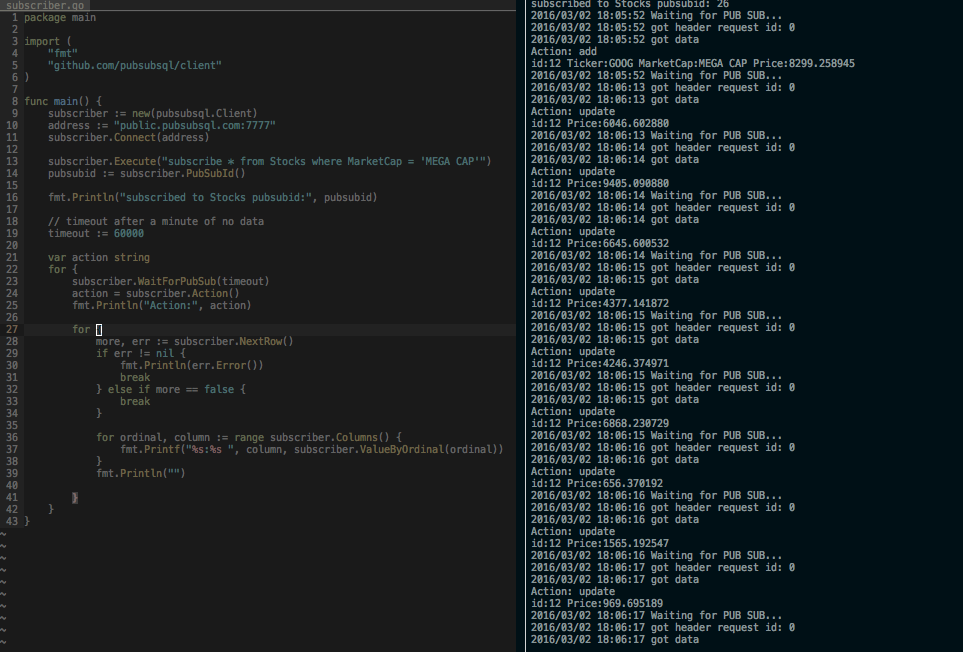 subscriber.go
1 package main
2
3 import (
4     "fmt"
5     "github.com/pubsubsql/client"
6 )
7
8 func main() {
9     subscriber := new(pubsubsql.Client)
10     address := "public.pubsubsql.com:7777"
11     subscriber.Connect(address)
12
13     subscriber.Execute("subscribe * from Stocks where MarketCap = 'MEGA CAP'")
14     pubsubid := subscriber.PubSubId()
15
16     fmt.Println("subscribed to Stocks pubsubid:", pubsubid)
17
18     // timeout after a minute of no data
19     timeout := 60000
20
21     var action string
22     for {
23         subscriber.WaitForPubSub(timeout)
24         action = subscriber.Action()
25         fmt.Println("Action:", action)
26
27         for {
28             more, err := subscriber.NextRow()
29             if err != nil {
30                 fmt.Println(err.Error())
31                 break
32             } else if more == false {
33                 break
34             }
35
36             for ordinal, column := range subscriber.Columns() {
37                 fmt.Printf("%s:%s ", column, subscriber.ValueByOrdinal(ordinal))
38             }
39             fmt.Println("")
40
41         }
42     }
43 }
~
~
~
~
~
~
~
~
~
~
subscribed to Stocks pubsubid: 26
2016/03/02 18:05:52 Waiting for PUB SUB...
2016/03/02 18:05:52 got header request id: 0
2016/03/02 18:05:52 got data
Action: add
id:12 Ticker:GOOG MarketCap:MEGA CAP Price:8299.258945
2016/03/02 18:05:52 Waiting for PUB SUB...
2016/03/02 18:06:13 got header request id: 0
2016/03/02 18:06:13 got data
Action: update
id:12 Price:6046.602880
2016/03/02 18:06:13 Waiting for PUB SUB...
2016/03/02 18:06:14 got header request id: 0
2016/03/02 18:06:14 got data
Action: update
id:12 Price:9405.090880
2016/03/02 18:06:14 Waiting for PUB SUB...
2016/03/02 18:06:14 got header request id: 0
2016/03/02 18:06:14 got data
Action: update
id:12 Price:6645.600532
2016/03/02 18:06:14 Waiting for PUB SUB...
2016/03/02 18:06:15 got header request id: 0
2016/03/02 18:06:15 got data
Action: update
id:12 Price:4377.141872
2016/03/02 18:06:15 Waiting for PUB SUB...
2016/03/02 18:06:15 got header request id: 0
2016/03/02 18:06:15 got data
Action: update
id:12 Price:4246.374971
2016/03/02 18:06:15 Waiting for PUB SUB...
2016/03/02 18:06:15 got header request id: 0
2016/03/02 18:06:15 got data
Action: update
id:12 Price:6868.230729
2016/03/02 18:06:15 Waiting for PUB SUB...
2016/03/02 18:06:16 got header request id: 0
2016/03/02 18:06:16 got data
Action: update
id:12 Price:656.370192
2016/03/02 18:06:16 Waiting for PUB SUB...
2016/03/02 18:06:16 got header request id: 0
2016/03/02 18:06:16 got data
Action: update
id:12 Price:1565.192547
2016/03/02 18:06:16 Waiting for PUB SUB...
2016/03/02 18:06:17 got header request id: 0
2016/03/02 18:06:17 got data
Action: update
id:12 Price:969.695189
2016/03/02 18:06:17 Waiting for PUB SUB...
2016/03/02 18:06:17 got header request id: 0
2016/03/02 18:06:17 got data